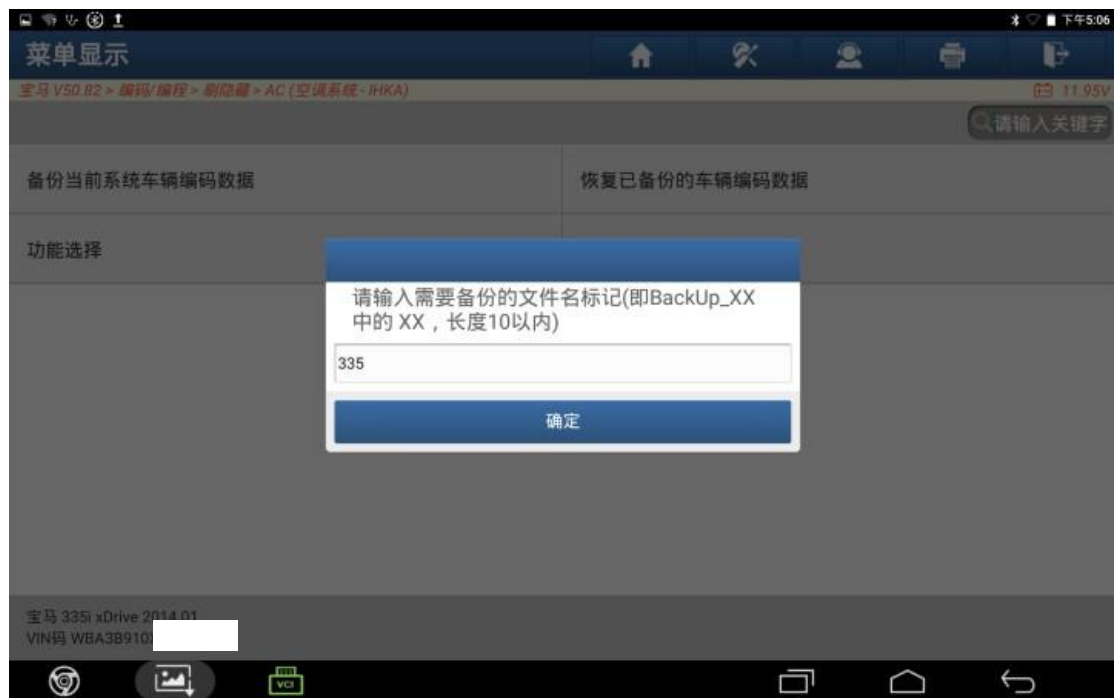 下午5:06
菜单显示
宝马 V50.82 > 编码/编程 > 刷隐藏 > AC (空调系统 - IHKA)
11.95V
请输入关键字
备份当前系统车辆编码数据
恢复已备份的车辆编码数据
功能选择
请输入需要备份的文件名标记(即BackUp_XX
中的 XX，长度10以内)
335
确定
宝马 335i xDrive 2014.01
VIN码 WBA3B910
VCI